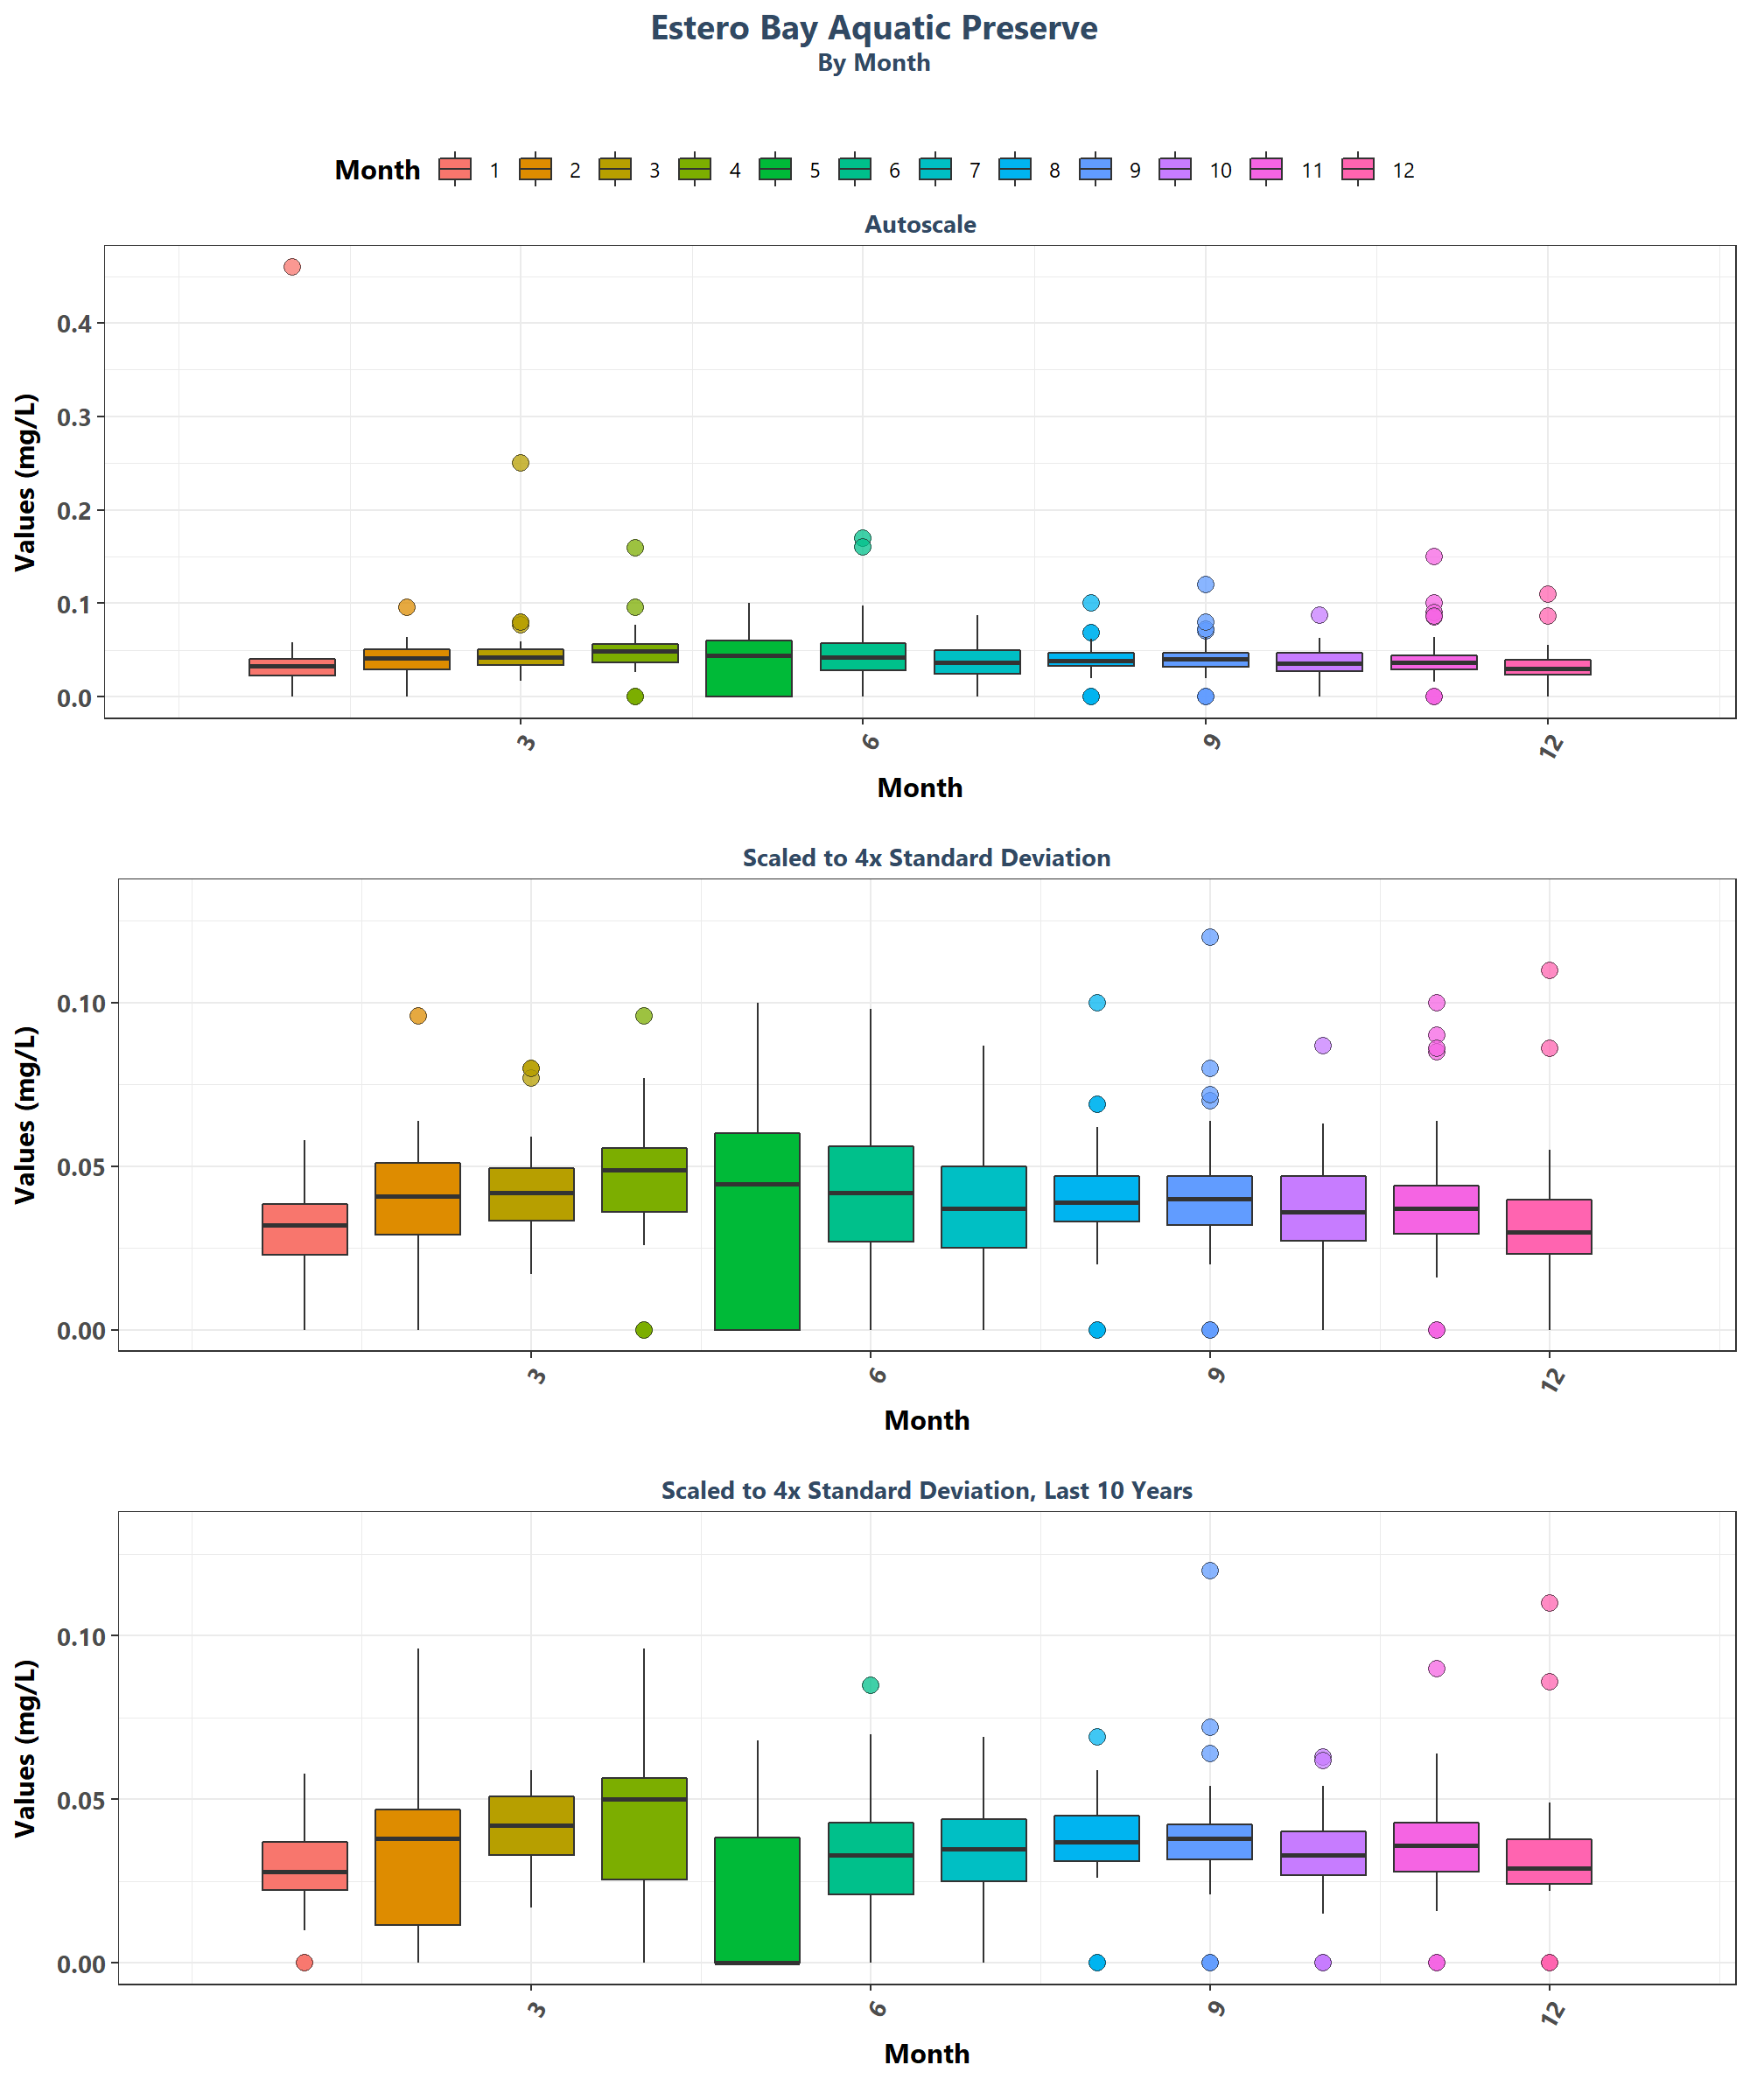 Estero Bay Aquatic Preserve
By Month
Month 1 2 3 4 5 6 7 8 9 10 11 12
Autoscale
Values (mg/L)
0.4
0.3
0.2
0.1
0.0
3 6 9 12
Month
Scaled to 4x Standard Deviation
Values (mg/L)
0.10
0.05
0.00
3 6 9 12
Month
Scaled to 4x Standard Deviation, Last 10 Years
Values (mg/L)
0.10
0.05
0.00
3 6 9 12
Month